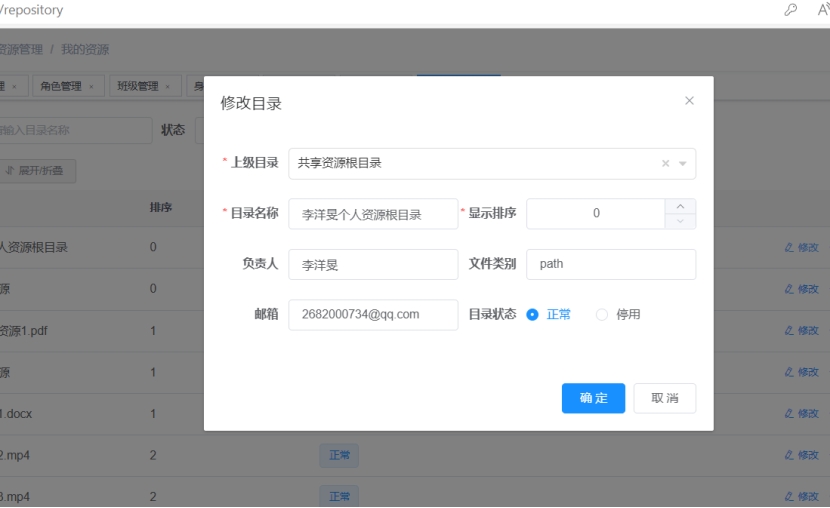 /repository
资源管理 / 我的资源
理 × 角色管理 × 班级管理 × 身
修改目录 ×
请输入目录名称 状态
展开/折叠
* 上级目录 共享资源根目录
排序
* 目录名称 李洋旻个人资源根目录 * 显示排序 0
人资源根目录 0 修改
负责人 李洋旻 文件类别 path
源 0 修改
邮箱 2682000734@qq.com 目录状态 正常 停用
资源1.pdf 1 修改
源 1 修改
确 定 取 消
1.docx 1 修改
2.mp4 2 正常 修改
3.mp4 2 正常 修改